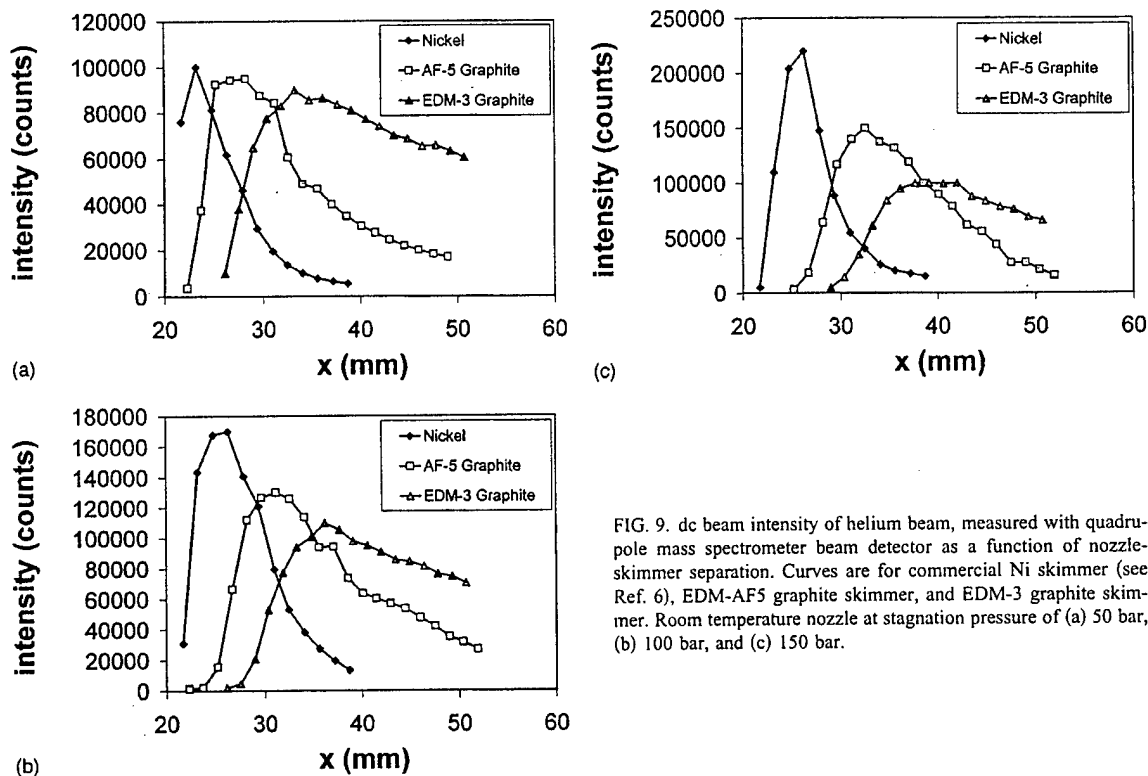 120000
100000
80000
60000
40000
20000
0
intensity (counts)
Nickel
AF-5 Graphite
EDM-3 Graphite
20 30 40 50 60
x (mm)
(a)
250000
200000
150000
100000
50000
0
intensity (counts)
Nickel
AF-5 Graphite
EDM-3 Graphite
20 30 40 50 60
x (mm)
(c)
180000
160000
140000
120000
100000
80000
60000
40000
20000
0
intensity (counts)
Nickel
AF-5 Graphite
EDM-3 Graphite
20 30 40 50 60
x (mm)
(b)
FIG. 9. dc beam intensity of helium beam, measured with quadru-
pole mass spectrometer beam detector as a function of nozzle-
skimmer separation. Curves are for commercial Ni skimmer (see
Ref. 6), EDM-AF5 graphite skimmer, and EDM-3 graphite skim-
mer. Room temperature nozzle at stagnation pressure of (a) 50 bar,
(b) 100 bar, and (c) 150 bar.